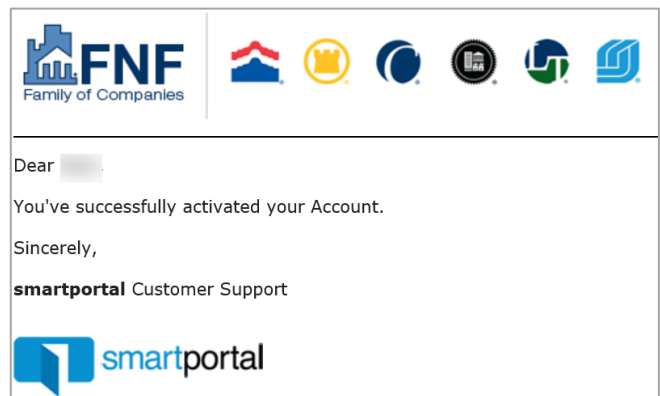 FNF
Family of Companies
Dear
You've successfully activated your Account.
Sincerely,
smartportal Customer Support
smartportal